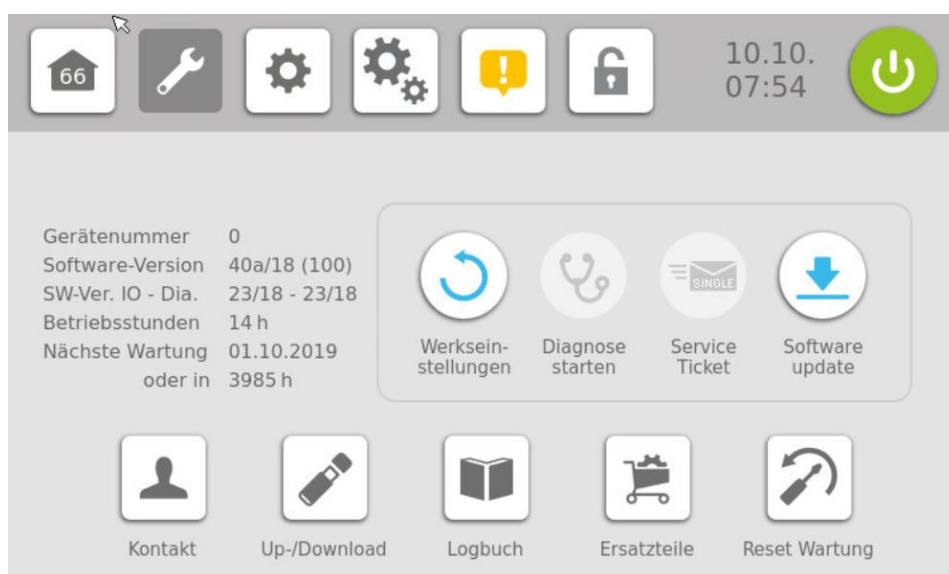 66
10.10.
07:54
!
Gerätenummer 0
Software-Version 40a/18 (100)
SW-Ver. IO - Dia. 23/18 - 23/18
Betriebsstunden 14 h
Nächste Wartung 01.10.2019
oder in 3985 h
SINGLE
Werksein-
stellungen
Diagnose
starten
Service
Ticket
Software
update
Kontakt
Up-/Download
Logbuch
Ersatzteile
Reset Wartung